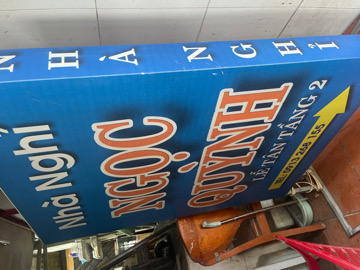 NHÀ NGHỈ
Nhà Nghỉ
NGỌC
QUỲNH
LỄ TÂN TẦNG 2